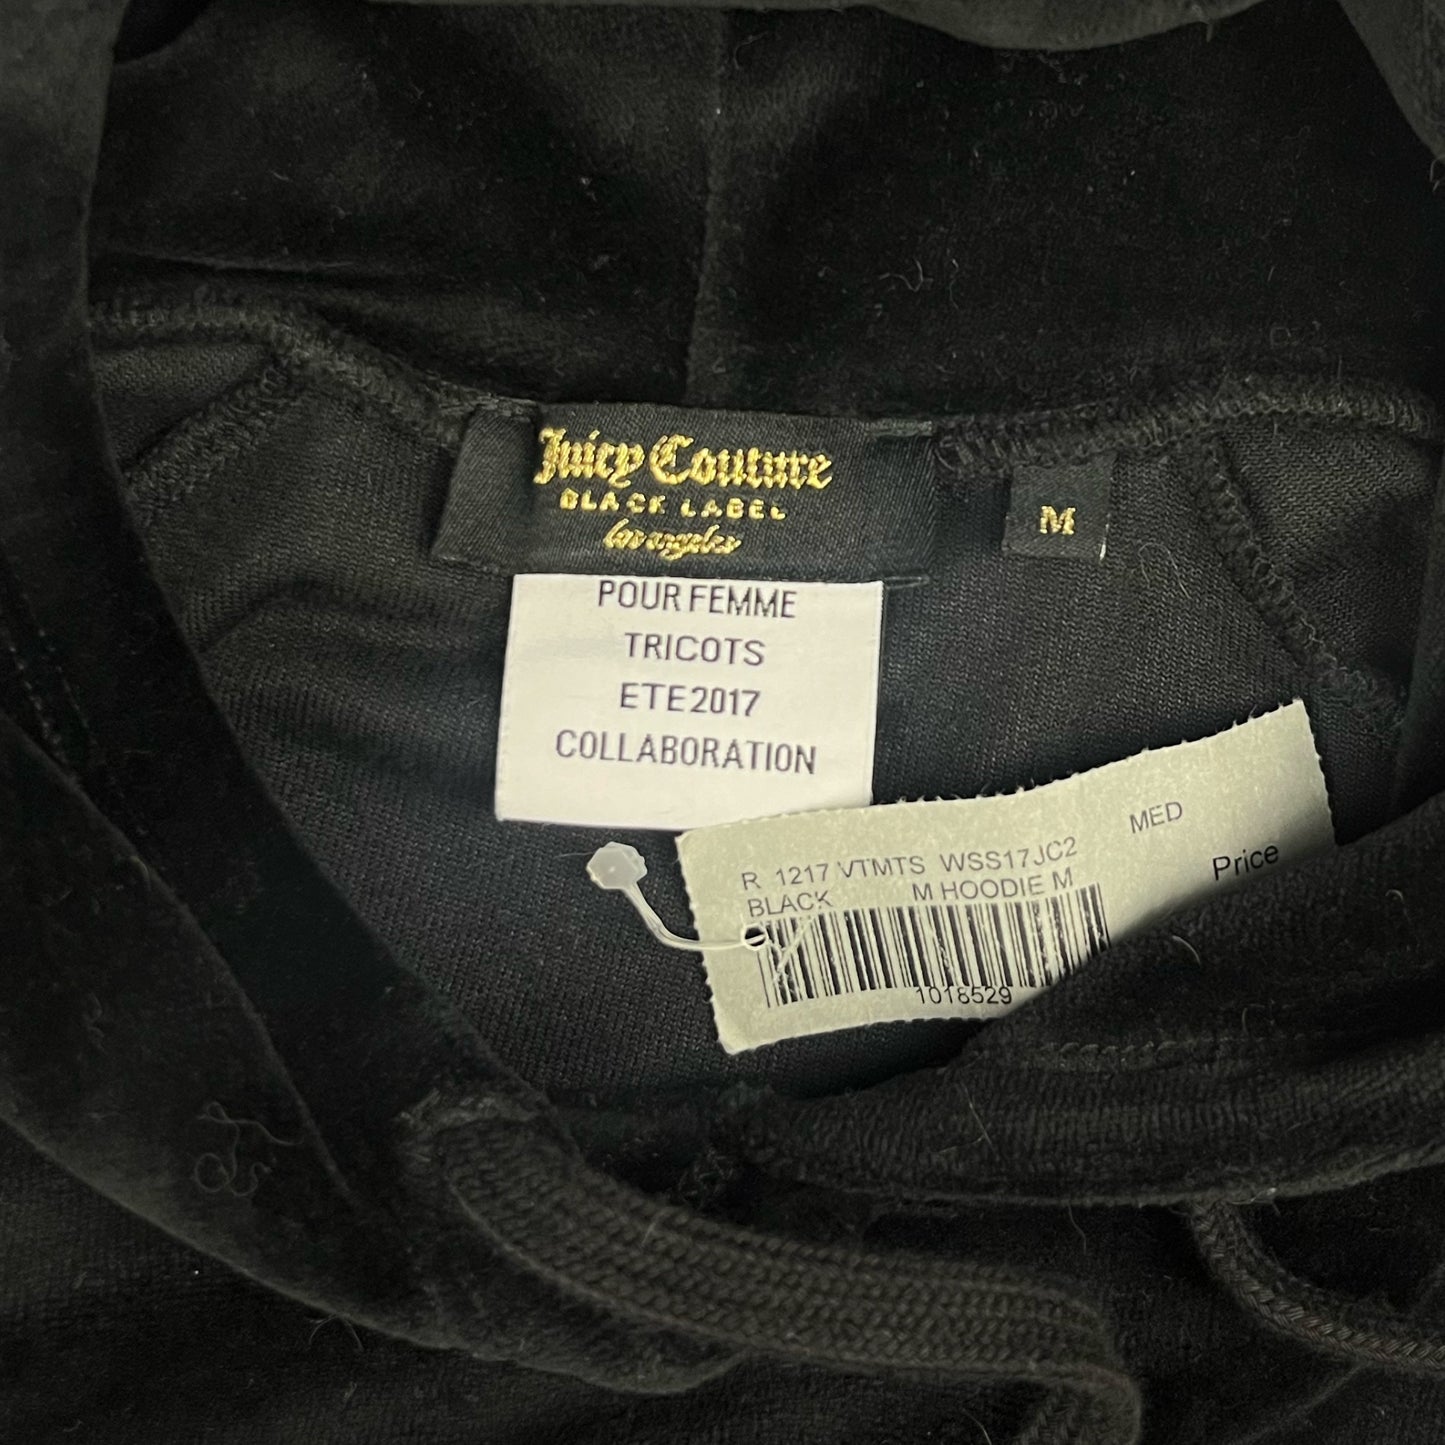 Juicy Couture
BLACK LABEL
los angeles
M
POUR FEMME
TRICOTS
ETE2017
COLLABORATION
R 1217 VTMTS WSS17JC2 MED
BLACK M HOODIE M Price
1018529